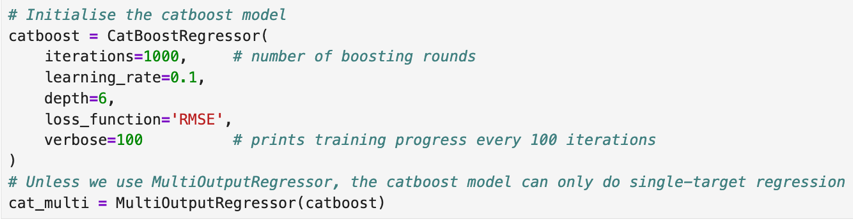 # Initialise the catboost model
catboost = CatBoostRegressor(
    iterations=1000,     # number of boosting rounds
    learning_rate=0.1,
    depth=6,
    loss_function='RMSE',
    verbose=100          # prints training progress every 100 iterations
)
# Unless we use MultiOutputRegressor, the catboost model can only do single-target regression
cat_multi = MultiOutputRegressor(catboost)